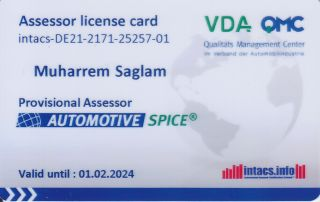 Assessor license card
intacs-DE21-2171-25257-01
VDA QMC
Qualitäts Management Center
im Verband der Automobilindustrie
Muharrem Saglam
Provisional Assessor
AUTOMOTIVE SPICE®
Valid until : 01.02.2024
intacs.info